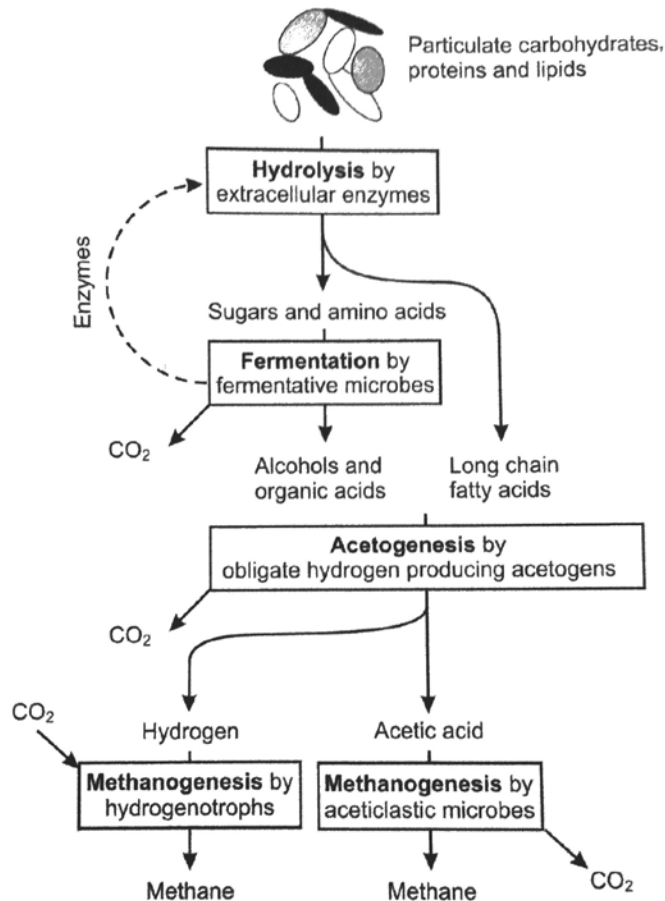 Particulate carbohydrates,
proteins and lipids
Hydrolysis by
extracellular enzymes
Enzymes
Sugars and amino acids
Fermentation by
fermentative microbes
CO₂
Alcohols and
organic acids
Long chain
fatty acids
Acetogenesis by
obligate hydrogen producing acetogens
CO₂
CO₂
Hydrogen
Acetic acid
Methanogenesis by
hydrogenotrophs
Methanogenesis by
aceticlastic microbes
Methane
Methane
CO₂